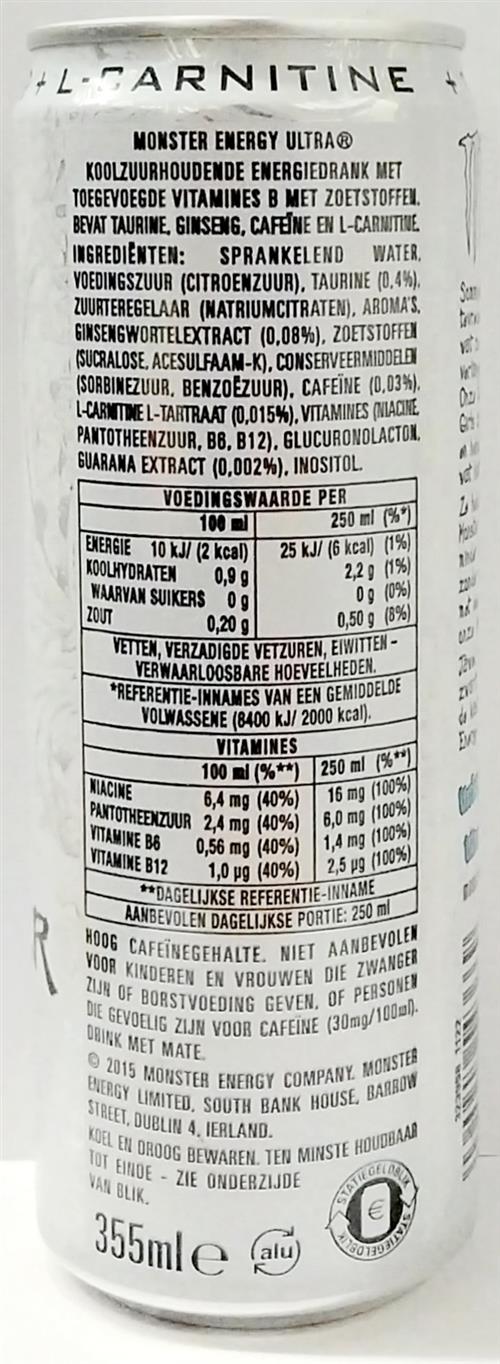 + L-CARNITINE +
MONSTER ENERGY ULTRA®
KOOLZUURHOUDENDE ENERGIEDRANK MET
TOEGEVOEGDE VITAMINES B MET ZOETSTOFFEN.
BEVAT TAURINE, GINSENG, CAFEÏNE EN L-CARNITINE.
INGREDIËNTEN: SPRANKELEND WATER,
VOEDINGSZUUR (CITROENZUUR), TAURINE (0,4%),
ZUURTEREGELAAR (NATRIUMCITRATEN), AROMA'S,
GINSENGWORTELEXTRACT (0,08%), ZOETSTOFFEN
(SUCRALOSE, ACESULFAAM-K), CONSERVEERMIDDELEN
(SORBINEZUUR, BENZOËZUUR), CAFEÏNE (0,03%),
L-CARNITINE L-TARTRAAT (0,015%), VITAMINES (NIACINE,
PANTOTHEENZUUR, B6, B12), GLUCURONOLACTON,
GUARANA EXTRACT (0,002%), INOSITOL.
VOEDINGSWAARDE PER
100 ml 250 ml (%*)
ENERGIE 10 kJ/ (2 kcal) 25 kJ/ (6 kcal) (1%)
KOOLHYDRATEN 0,9 g 2,2 g (1%)
WAARVAN SUIKERS 0 g 0 g (0%)
ZOUT 0,20 g 0,50 g (8%)
VETTEN, VERZADIGDE VETZUREN, EIWITTEN -
VERWAARLOOSBARE HOEVEELHEDEN.
*REFERENTIE-INNAMES VAN EEN GEMIDDELDE
VOLWASSENE (8400 kJ/ 2000 kcal).
VITAMINES
100 ml (%**) 250 ml (%**)
NIACINE 6,4 mg (40%) 16 mg (100%)
PANTOTHEENZUUR 2,4 mg (40%) 6,0 mg (100%)
VITAMINE B6 0,56 mg (40%) 1,4 mg (100%)
VITAMINE B12 1,0 µg (40%) 2,5 µg (100%)
**DAGELIJKSE REFERENTIE-INNAME
AANBEVOLEN DAGELIJKSE PORTIE: 250 ml
HOOG CAFEÏNEGEHALTE. NIET AANBEVOLEN
VOOR KINDEREN EN VROUWEN DIE ZWANGER
ZIJN OF BORSTVOEDING GEVEN, OF PERSONEN
DIE GEVOELIG ZIJN VOOR CAFEÏNE (30mg/100ml).
DRINK MET MATE.
© 2015 MONSTER ENERGY COMPANY. MONSTER
ENERGY LIMITED, SOUTH BANK HOUSE, BARROW
STREET, DUBLIN 4, IERLAND.
KOEL EN DROOG BEWAREN. TEN MINSTE HOUDBAAR
TOT EINDE - ZIE ONDERZIJDE
VAN BLIK.
STATIEGELDBLIK
€
STATIEGELDBLIK
355ml e
alu
R